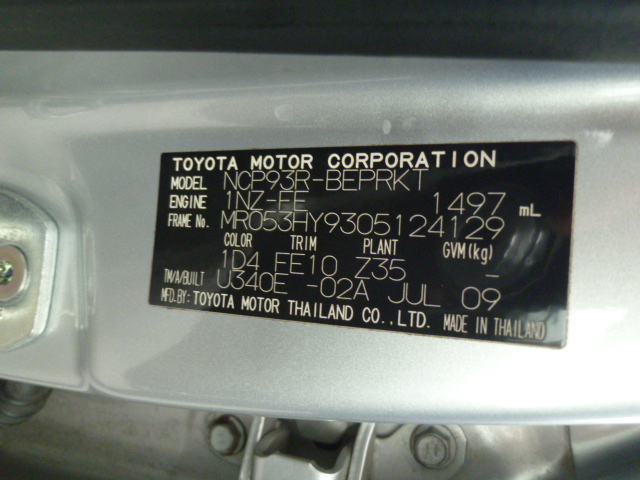 TOYOTA MOTOR CORPORATION
MODEL NCP93R-BEPRKT
ENGINE 1NZ-FE 1497 mL
FRAME No. MR053HY9305124129
COLOR TRIM PLANT GVM(kg)
1D4 FE10 Z35 -
TM/A/BUILT U340E -02A JUL 09
MFD.BY: TOYOTA MOTOR THAILAND CO.,LTD. MADE IN THAILAND